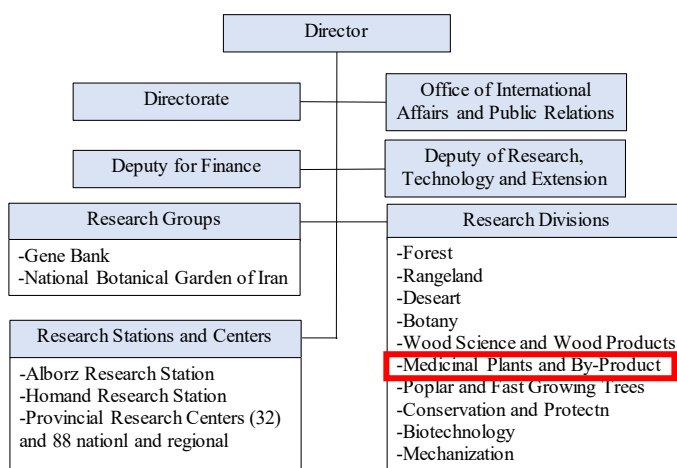 Director
Directorate
Office of International
Affairs and Public Relations
Deputy for Finance
Deputy of Research,
Technology and Extension
Research Groups
-Gene Bank
-National Botanical Garden of Iran
Research Divisions
-Forest
-Rangeland
-Deseart
-Botany
-Wood Science and Wood Products
-Medicinal Plants and By-Product
-Poplar and Fast Growing Trees
-Conservation and Protectn
-Biotechnology
-Mechanization
Research Stations and Centers
-Alborz Research Station
-Homand Research Station
-Provincial Research Centers (32)
and 88 nationl and regional